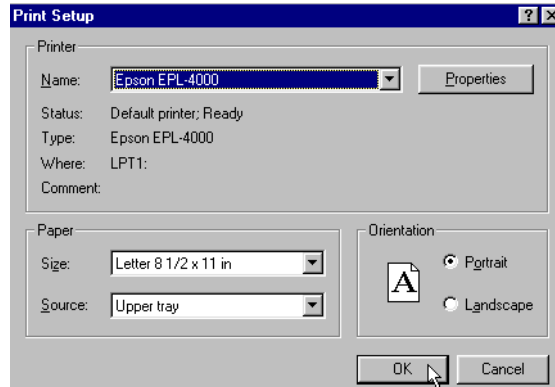 Print Setup
Printer
Name: Epson EPL-4000 Properties
Status: Default printer; Ready
Type: Epson EPL-4000
Where: LPT1:
Comment:
Paper
Size: Letter 8 1/2 x 11 in
Source: Upper tray
Orientation
A
Portrait
Landscape
OK Cancel